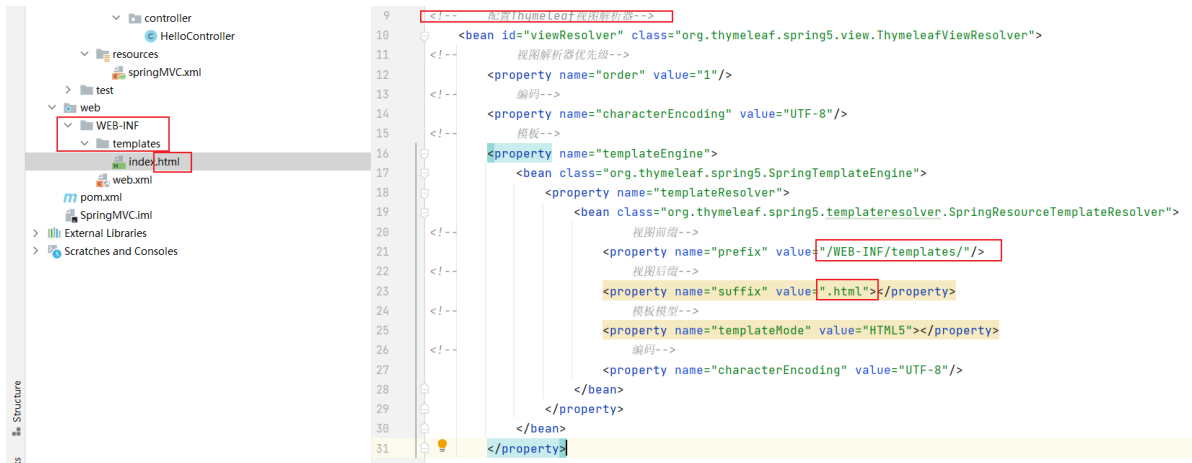 controller
HelloController
resources
springMVC.xml
test
web
WEB-INF
templates
index.html
web.xml
pom.xml
SpringMVC.iml
External Libraries
Scratches and Consoles
Structure
9 <!-- 配置Thymeleaf视图解析器-->
10 <bean id="viewResolver" class="org.thymeleaf.spring5.view.ThymeleafViewResolver">
11 <!-- 视图解析器优先级-->
12 <property name="order" value="1"/>
13 <!-- 编码-->
14 <property name="characterEncoding" value="UTF-8"/>
15 <!-- 模板-->
16 <property name="templateEngine">
17 <bean class="org.thymeleaf.spring5.SpringTemplateEngine">
18 <property name="templateResolver">
19 <bean class="org.thymeleaf.spring5.templateresolver.SpringResourceTemplateResolver">
20 <!-- 视图前缀-->
21 <property name="prefix" value="/WEB-INF/templates/"/>
22 <!-- 视图后缀-->
23 <property name="suffix" value=".html"></property>
24 <!-- 模板模型-->
25 <property name="templateMode" value="HTML5"></property>
26 <!-- 编码-->
27 <property name="characterEncoding" value="UTF-8"/>
28 </bean>
29 </property>
30 </bean>
31 </property>